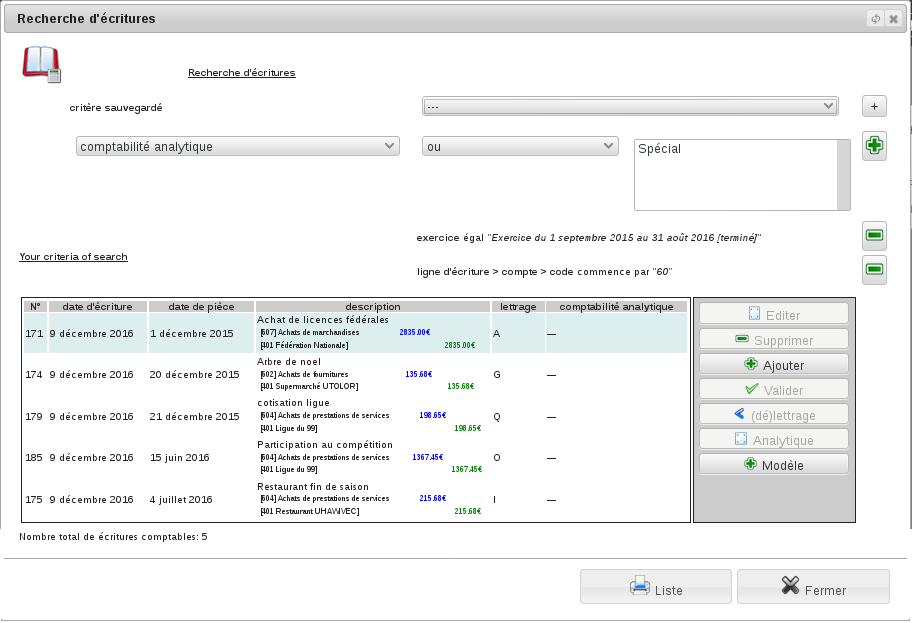 Recherche d'écritures
Recherche d'écritures
critère sauvegardé
---
+
comptabilité analytique
ou
Spécial
exercice égal "Exercice du 1 septembre 2015 au 31 août 2016 [terminé]"
Your criteria of search
ligne d'écriture > compte > code commence par "60"
N° date d'écriture date de pièce description lettrage comptabilité analytique
Achat de licences fédérales
171 9 décembre 2016 1 décembre 2015 [607] Achats de marchandises 2835.00€ A —
[401 Fédération Nationale] 2835.00€
Arbre de noel
174 9 décembre 2016 20 décembre 2015 [602] Achats de fournitures 135.68€ G —
[401 Supermarché UTOLOR] 135.68€
cotisation ligue
179 9 décembre 2016 21 décembre 2015 [604] Achats de prestations de services 198.65€ Q —
[401 Ligue du 99] 198.65€
Participation au compétition
185 9 décembre 2016 15 juin 2016 [604] Achats de prestations de services 1367.45€ O —
[401 Ligue du 99] 1367.45€
Restaurant fin de saison
175 9 décembre 2016 4 juillet 2016 [604] Achats de prestations de services 215.68€ I —
[401 Restaurant UHAWIVEC] 215.68€
Editer
Supprimer
Ajouter
Valider
(dé)lettrage
Analytique
Modèle
Nombre total de écritures comptables: 5
Liste
Fermer